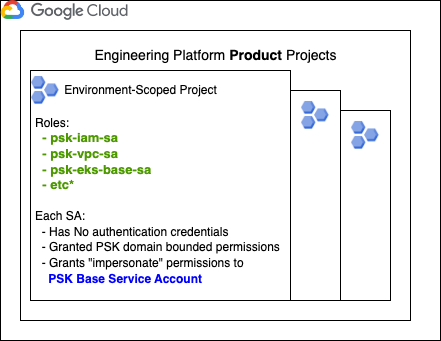 Google Cloud
Engineering Platform Product Projects
Environment-Scoped Project
Roles:
- psk-iam-sa
- psk-vpc-sa
- psk-eks-base-sa
- etc*
Each SA:
- Has No authentication credentials
- Granted PSK domain bounded permissions
- Grants "impersonate" permissions to
PSK Base Service Account